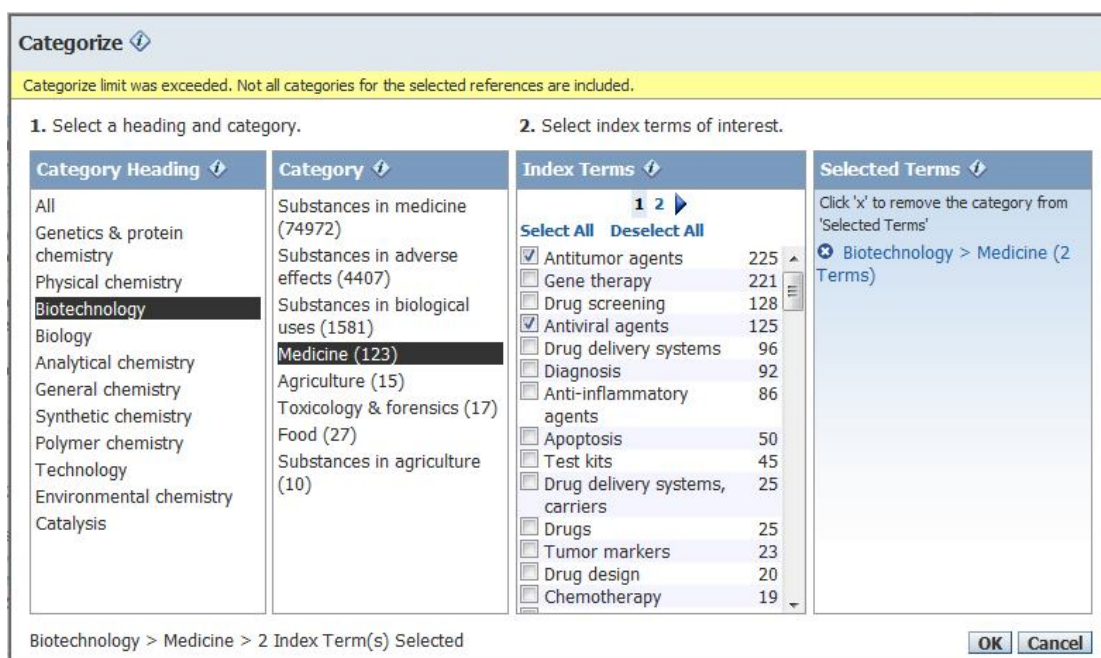 Categorize
Categorize limit was exceeded. Not all categories for the selected references are included.
1. Select a heading and category.
2. Select index terms of interest.
Category Heading
All
Genetics & protein
chemistry
Physical chemistry
Biotechnology
Biology
Analytical chemistry
General chemistry
Synthetic chemistry
Polymer chemistry
Technology
Environmental chemistry
Catalysis
Category
Substances in medicine
(74972)
Substances in adverse
effects (4407)
Substances in biological
uses (1581)
Medicine (123)
Agriculture (15)
Toxicology & forensics (17)
Food (27)
Substances in agriculture
(10)
Index Terms
1 2
Select All Deselect All
Antitumor agents 225
Gene therapy 221
Drug screening 128
Antiviral agents 125
Drug delivery systems 96
Diagnosis 92
Anti-inflammatory 86
agents
Apoptosis 50
Test kits 45
Drug delivery systems, 25
carriers
Drugs 25
Tumor markers 23
Drug design 20
Chemotherapy 19
Selected Terms
Click 'x' to remove the category from
'Selected Terms'
Biotechnology > Medicine (2
Terms)
Biotechnology > Medicine > 2 Index Term(s) Selected
OK Cancel